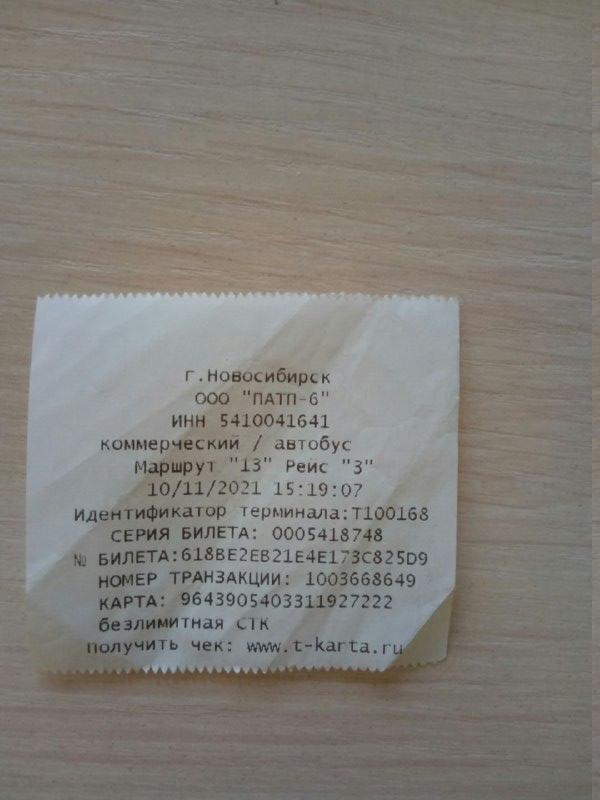 г.Новосибирск
ООО "ПАТП-6"
ИНН 5410041641
коммерческий / автобус
Маршрут "13" Рейс "3"
10/11/2021 15:19:07
Идентификатор терминала:T100168
СЕРИЯ БИЛЕТА: 0005418748
№ БИЛЕТА:618BE2EB21E4E173C825D9
НОМЕР ТРАНЗАКЦИИ: 1003668649
КАРТА: 9643905403311927222
безлимитная СТК
Получить чек: www.t-karta.ru